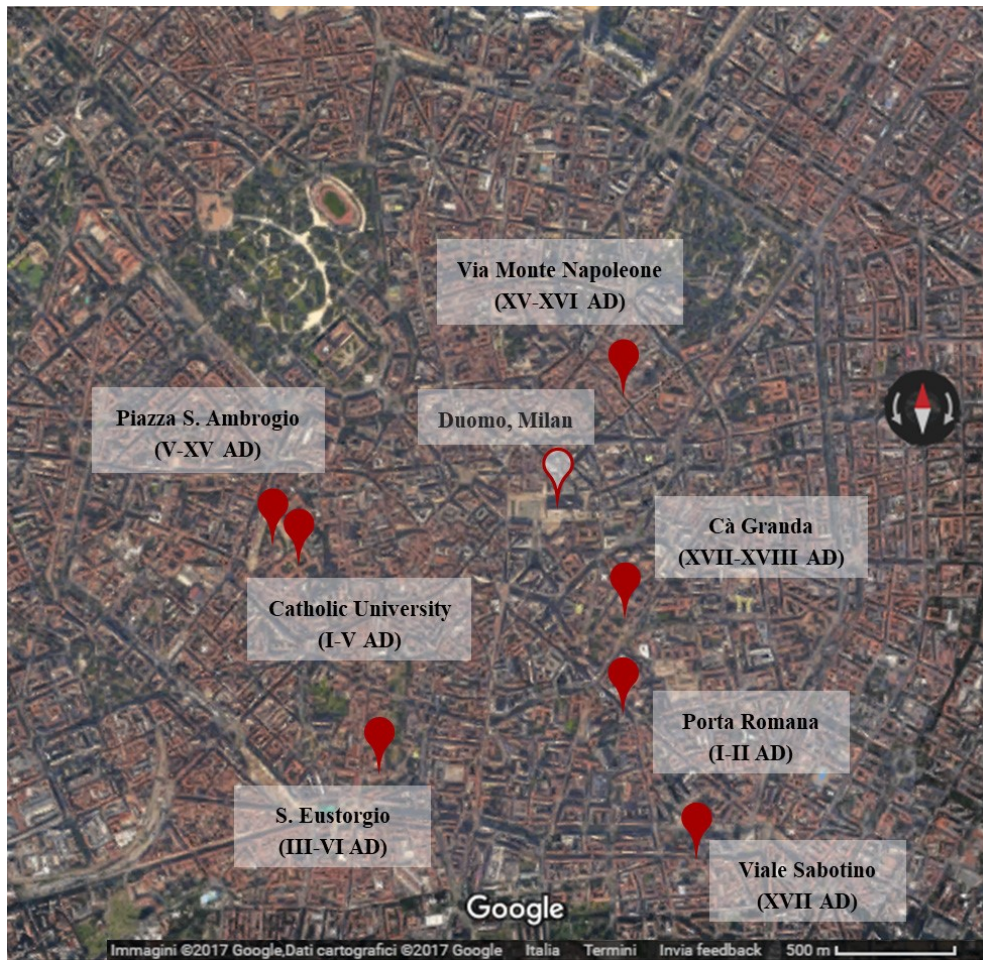 Via Monte Napoleone
(XV-XVI AD)
Piazza S. Ambrogio
(V-XV AD)
Duomo, Milan
Cà Granda
(XVII-XVIII AD)
Catholic University
(I-V AD)
Porta Romana
(I-II AD)
S. Eustorgio
(III-VI AD)
Viale Sabotino
(XVII AD)
Google
Immagini ©2017 Google,Dati cartografici ©2017 Google Italia Termini Invia feedback 500 m